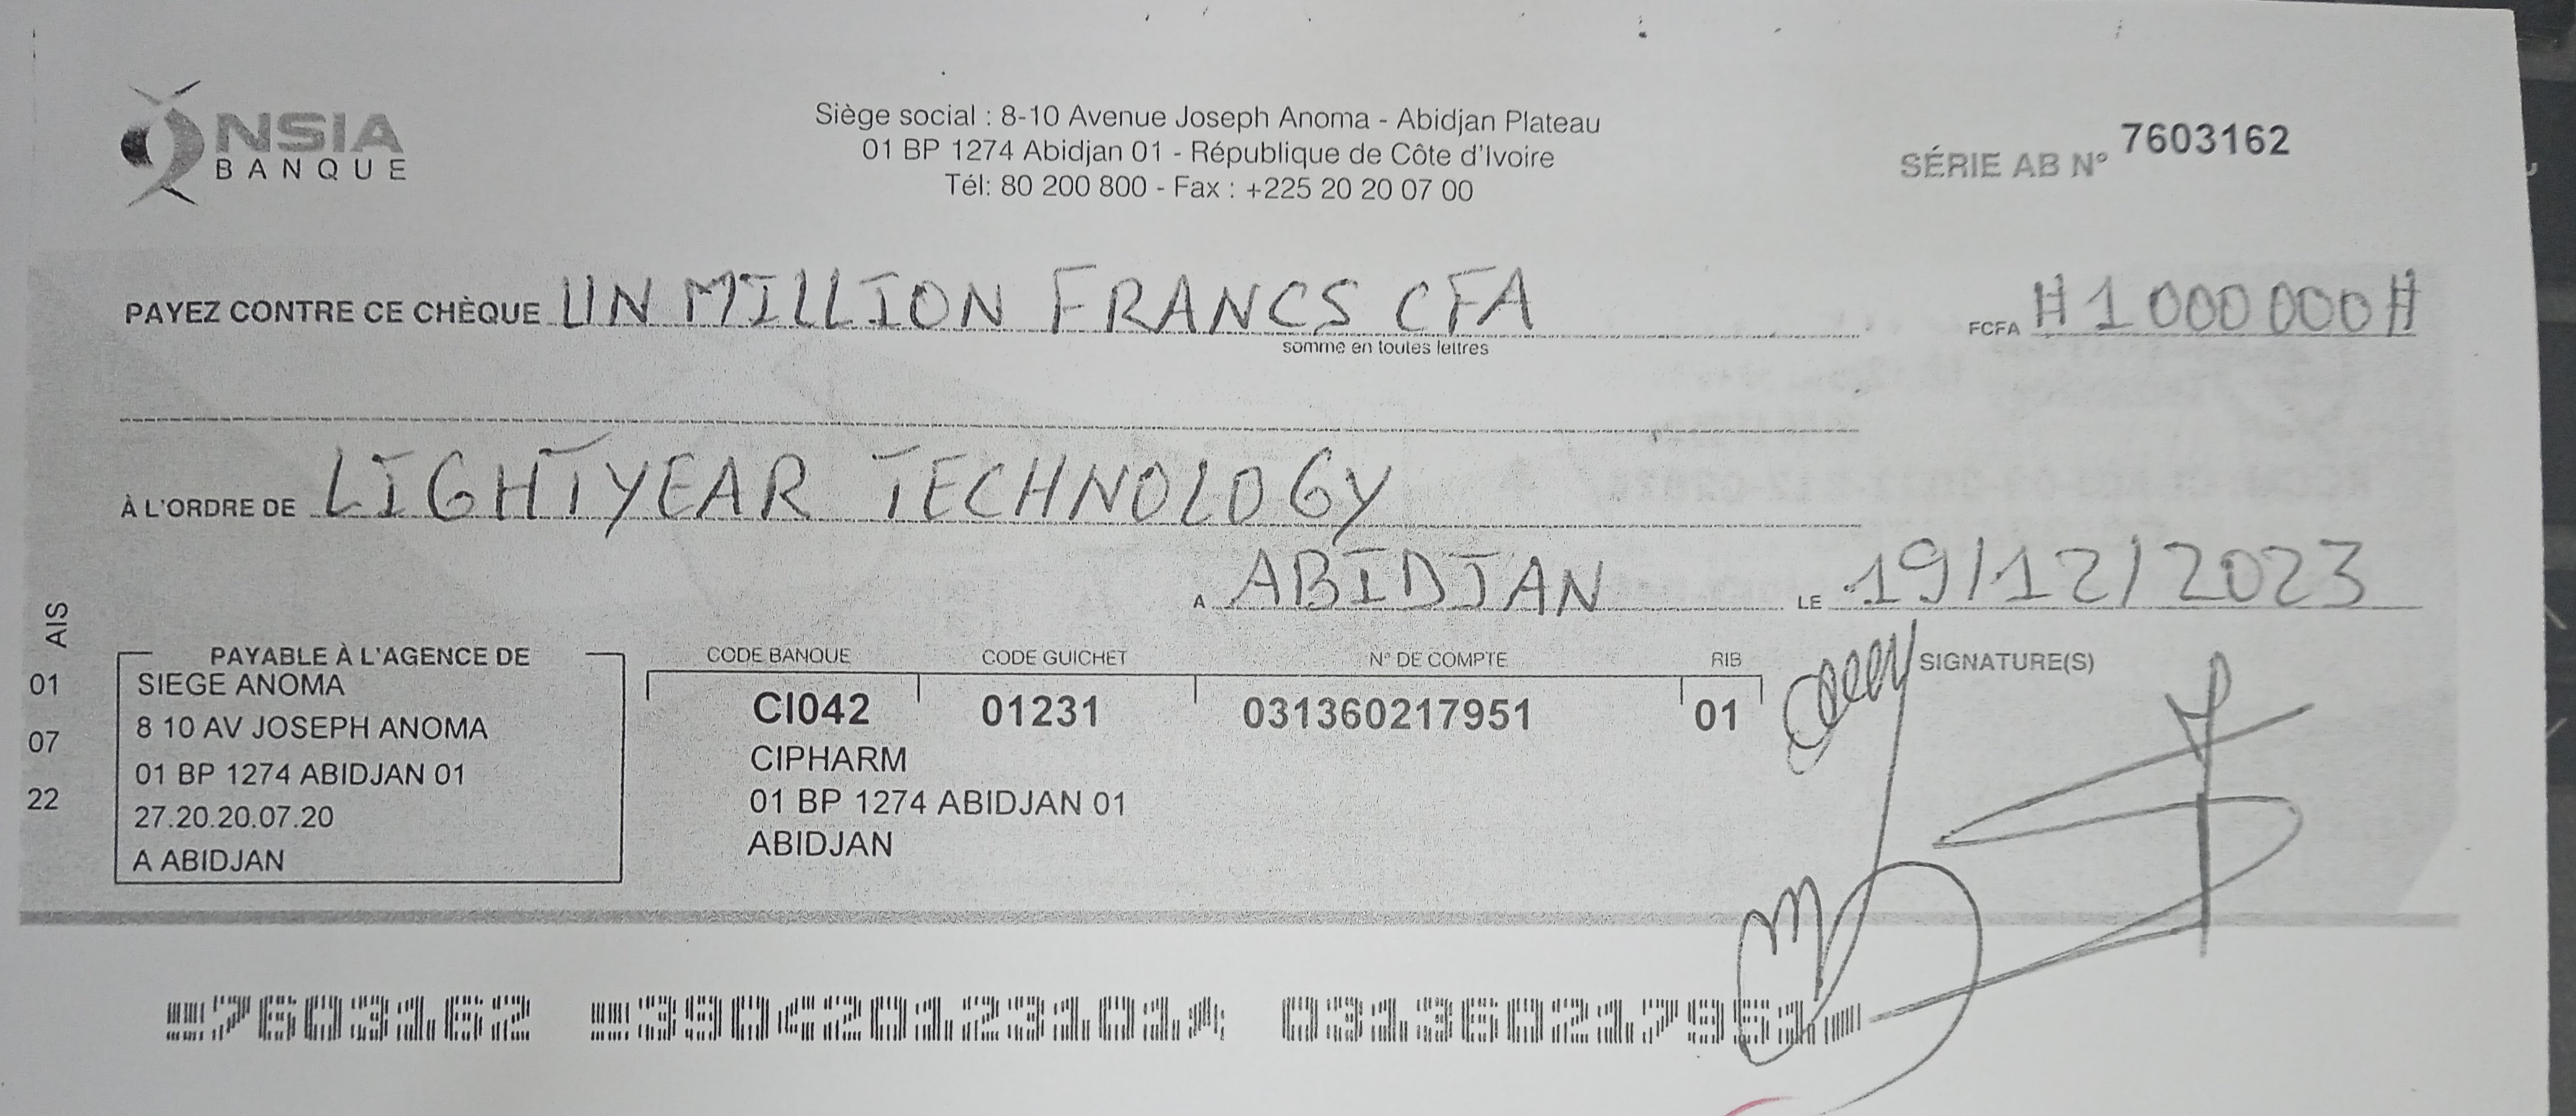 NSIA
BANQUE
Siège social : 8-10 Avenue Joseph Anoma - Abidjan Plateau
01 BP 1274 Abidjan 01 - République de Côte d'Ivoire
Tél: 80 200 800 - Fax : +225 20 20 07 00
SÉRIE AB N° 7603162
PAYEZ CONTRE CE CHÈQUE UN MILLION FRANCS CFA
somme en toutes lettres
FCFA # 1 000 000 #
À L'ORDRE DE LIGHTYEAR TECHNOLOGY
A ABIDJAN LE 19/12/2023
AIS
01
07
22
PAYABLE À L'AGENCE DE
SIEGE ANOMA
8 10 AV JOSEPH ANOMA
01 BP 1274 ABIDJAN 01
27.20.20.07.20
A ABIDJAN
CODE BANQUE CODE GUICHET N° DE COMPTE RIB
CI042 01231 031360217951 01
CIPHARM
01 BP 1274 ABIDJAN 01
ABIDJAN
SIGNATURE(S)
7603162 390C20123101A 031360217951